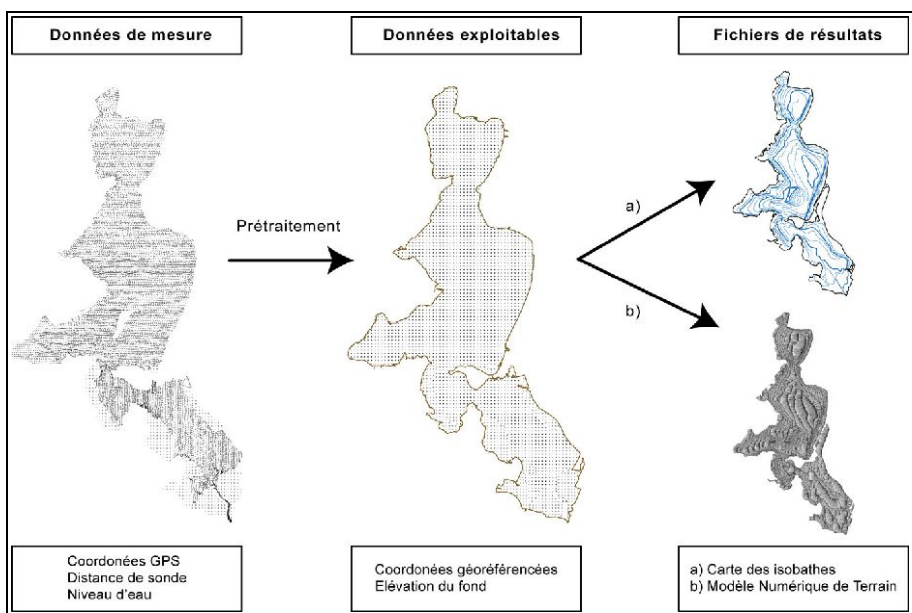 Données de mesure
Données exploitables
Fichiers de résultats
Prétraitement
a)
b)
Coordonées GPS
Distance de sonde
Niveau d'eau
Coordonées géoréférencées
Elévation du fond
a) Carte des isobathes
b) Modèle Numérique de Terrain